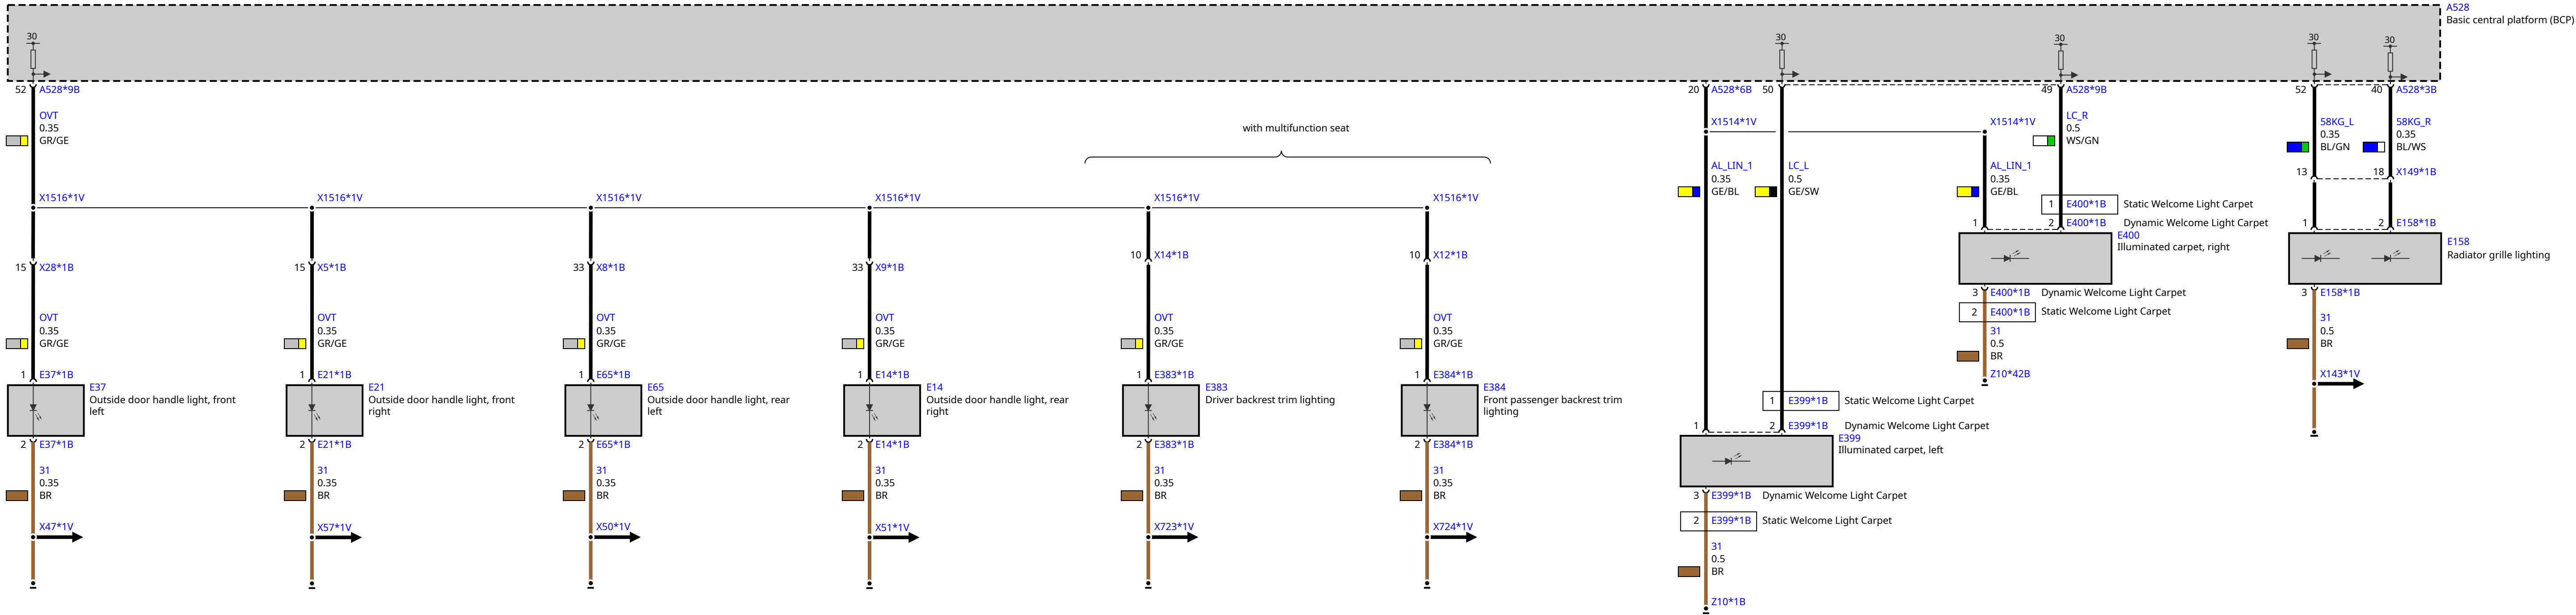 A528
Basic central platform (BCP)
30
30
30
30
30
52 A528*9B
20 A528*6B
50
49 A528*9B
52
40 A528*3B
OVT
0.35
GR/GE
with multifunction seat
X1514*1V
X1514*1V
LC_R
0.5
WS/GN
58KG_L
0.35
BL/GN
58KG_R
0.35
BL/WS
AL_LIN_1
0.35
GE/BL
LC_L
0.5
GE/SW
AL_LIN_1
0.35
GE/BL
13
18 X149*1B
X1516*1V
X1516*1V
X1516*1V
X1516*1V
X1516*1V
X1516*1V
1 E400*1B Static Welcome Light Carpet
1
2 E400*1B Dynamic Welcome Light Carpet
1
2 E158*1B
E400
Illuminated carpet, right
E158
Radiator grille lighting
15 X28*1B
15 X5*1B
33 X8*1B
33 X9*1B
10 X14*1B
10 X12*1B
3 E400*1B Dynamic Welcome Light Carpet
2 E400*1B Static Welcome Light Carpet
31
0.5
BR
Z10*42B
3 E158*1B
31
0.5
BR
X143*1V
OVT
0.35
GR/GE
OVT
0.35
GR/GE
OVT
0.35
GR/GE
OVT
0.35
GR/GE
OVT
0.35
GR/GE
OVT
0.35
GR/GE
1 E37*1B
1 E21*1B
1 E65*1B
1 E14*1B
1 E383*1B
1 E384*1B
E37
Outside door handle light, front
left
E21
Outside door handle light, front
right
E65
Outside door handle light, rear
left
E14
Outside door handle light, rear
right
E383
Driver backrest trim lighting
E384
Front passenger backrest trim
lighting
1 E399*1B Static Welcome Light Carpet
1
2 E399*1B Dynamic Welcome Light Carpet
E399
Illuminated carpet, left
2 E37*1B
2 E21*1B
2 E65*1B
2 E14*1B
2 E383*1B
2 E384*1B
31
0.35
BR
31
0.35
BR
31
0.35
BR
31
0.35
BR
31
0.35
BR
31
0.35
BR
3 E399*1B Dynamic Welcome Light Carpet
2 E399*1B Static Welcome Light Carpet
X47*1V
X57*1V
X50*1V
X51*1V
X723*1V
X724*1V
31
0.5
BR
Z10*1B